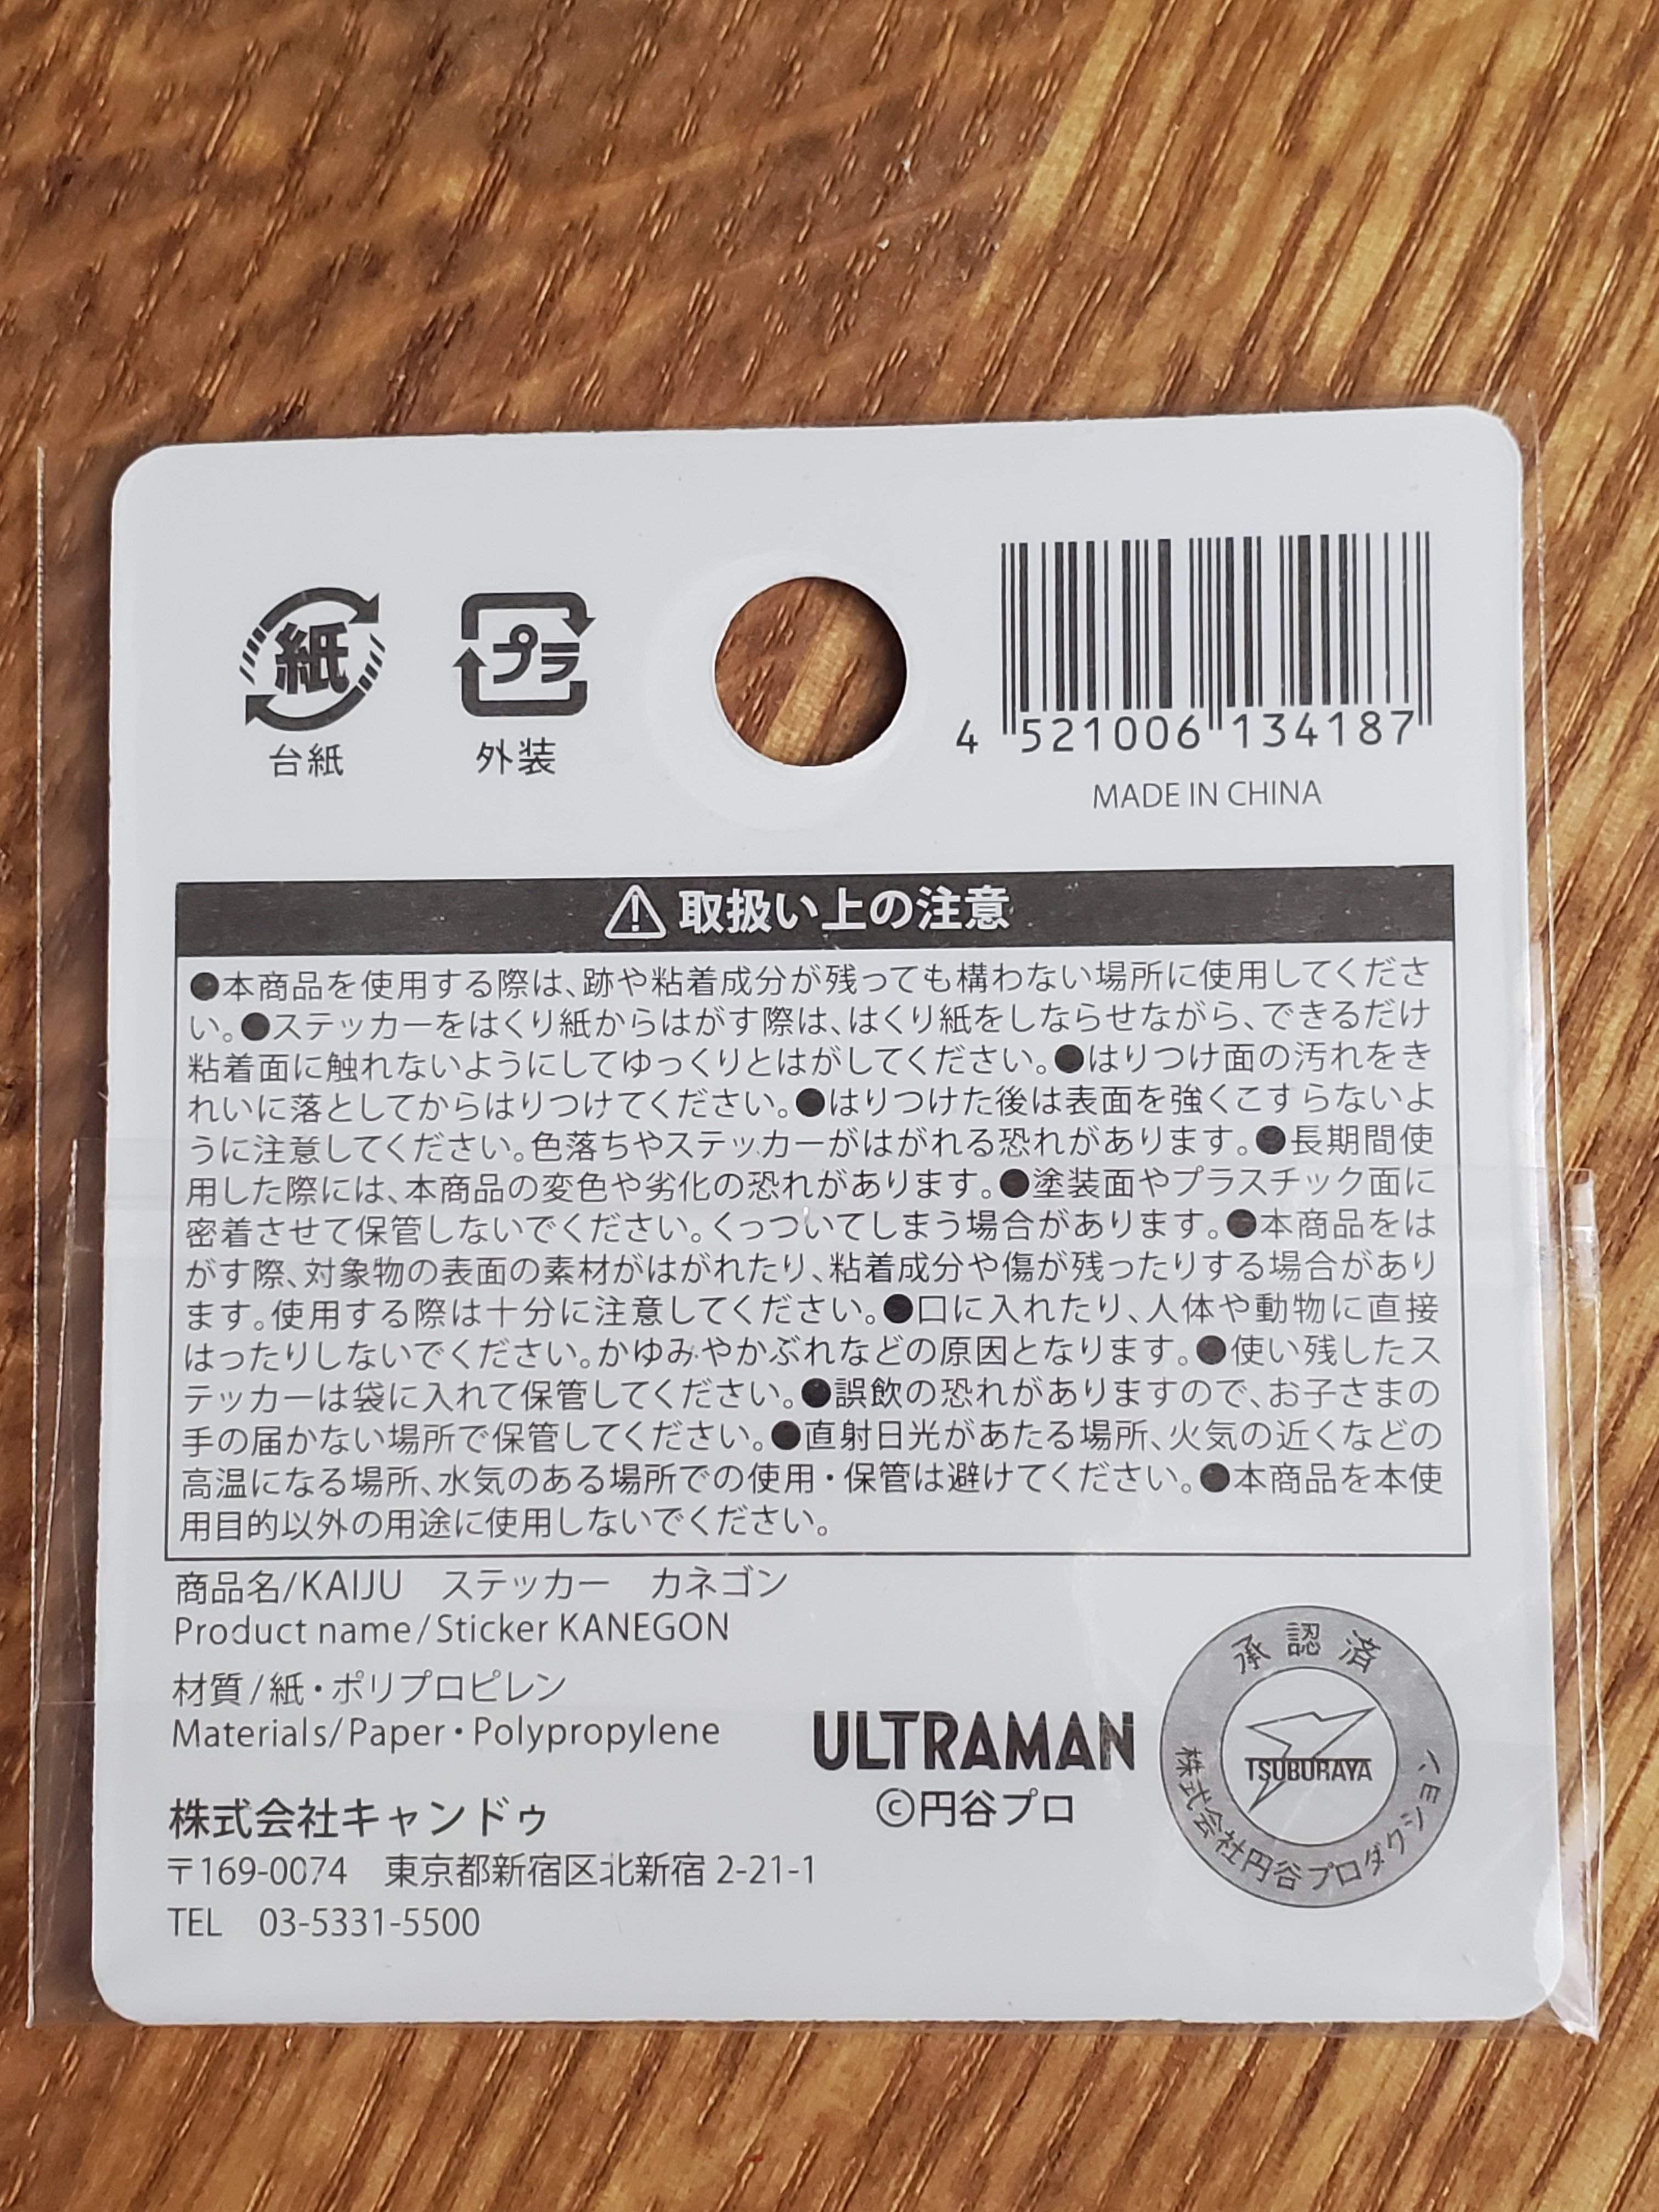 紙
台紙
プラ
外装
4 521006 134187
MADE IN CHINA
取扱い上の注意
●本商品を使用する際は、跡や粘着成分が残っても構わない場所に使用してくださ
い。●ステッカーをはくり紙からはがす際は、はくり紙をしならせながら、できるだけ
粘着面に触れないようにしてゆっくりとはがしてください。●はりつけ面の汚れをき
れいに落としてからはりつけてください。●はりつけた後は表面を強くこすらないよ
うに注意してください。色落ちやステッカーがはがれる恐れがあります。●長期間使
用した際には、本商品の変色や劣化の恐れがあります。●塗装面やプラスチック面に
密着させて保管しないでください。くっついてしまう場合があります。●本商品をは
がす際、対象物の表面の素材がはがれたり、粘着成分や傷が残ったりする場合があり
ます。使用する際は十分に注意してください。●口に入れたり、人体や動物に直接
はったりしないでください。かゆみやかぶれなどの原因となります。●使い残したス
テッカーは袋に入れて保管してください。●誤飲の恐れがありますので、お子さまの
手の届かない場所で保管してください。●直射日光があたる場所、火気の近くなどの
高温になる場所、水気のある場所での使用・保管は避けてください。●本商品を本使
用目的以外の用途に使用しないでください。
商品名/KAIJU　ステッカー　カネゴン
Product name/Sticker KANEGON
材質/紙・ポリプロピレン
Materials/Paper・Polypropylene
株式会社キャンドゥ
〒169-0074　東京都新宿区北新宿 2-21-1
TEL　03-5331-5500
ULTRAMAN
©円谷プロ
承認済
TSUBURAYA
株式会社円谷プロダクション